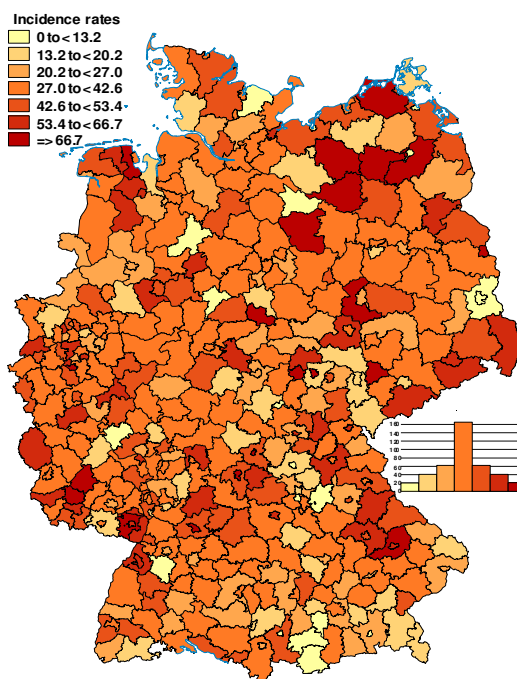 Incidence rates
0 to< 13.2
13.2 to< 20.2
20.2 to< 27.0
27.0 to< 42.6
42.6 to< 53.4
53.4 to< 66.7
=> 66.7
160
140
120
100
80
60
40
20
0